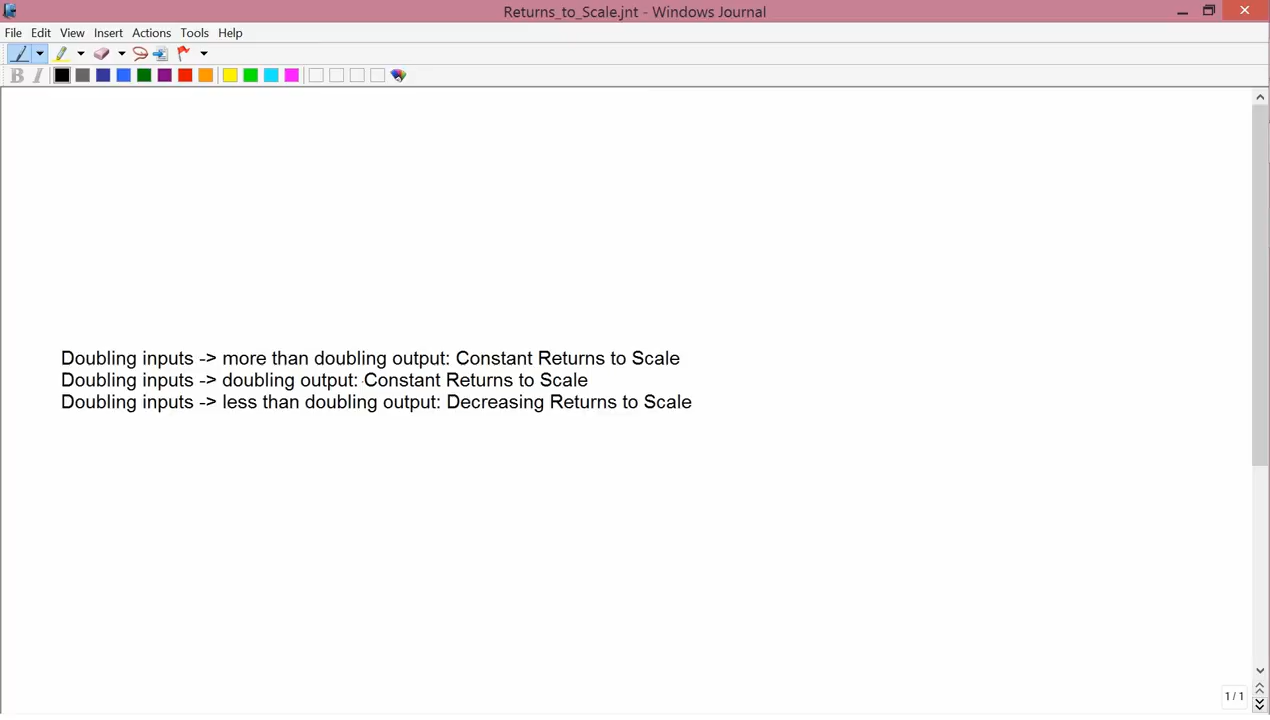 Returns_to_Scale.jnt - Windows Journal
File Edit View Insert Actions Tools Help
B I
Doubling inputs -> more than doubling output: Constant Returns to Scale
Doubling inputs -> doubling output: Constant Returns to Scale
Doubling inputs -> less than doubling output: Decreasing Returns to Scale
1 / 1